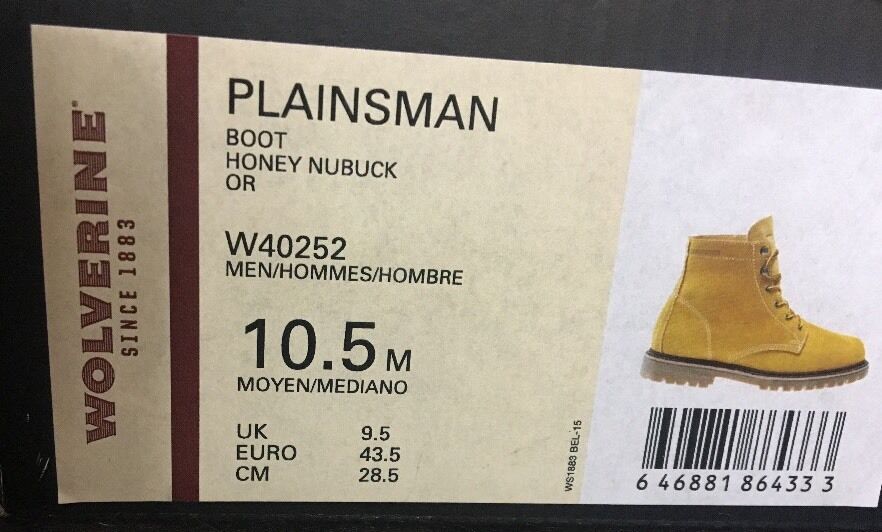 WOLVERINE®
SINCE 1883
PLAINSMAN
BOOT
HONEY NUBUCK
OR
W40252
MEN/HOMMES/HOMBRE
10.5 M
MOYEN/MEDIANO
UK 9.5
EURO 43.5
CM 28.5
WS1883 BEL-15
6 46881 86433 3